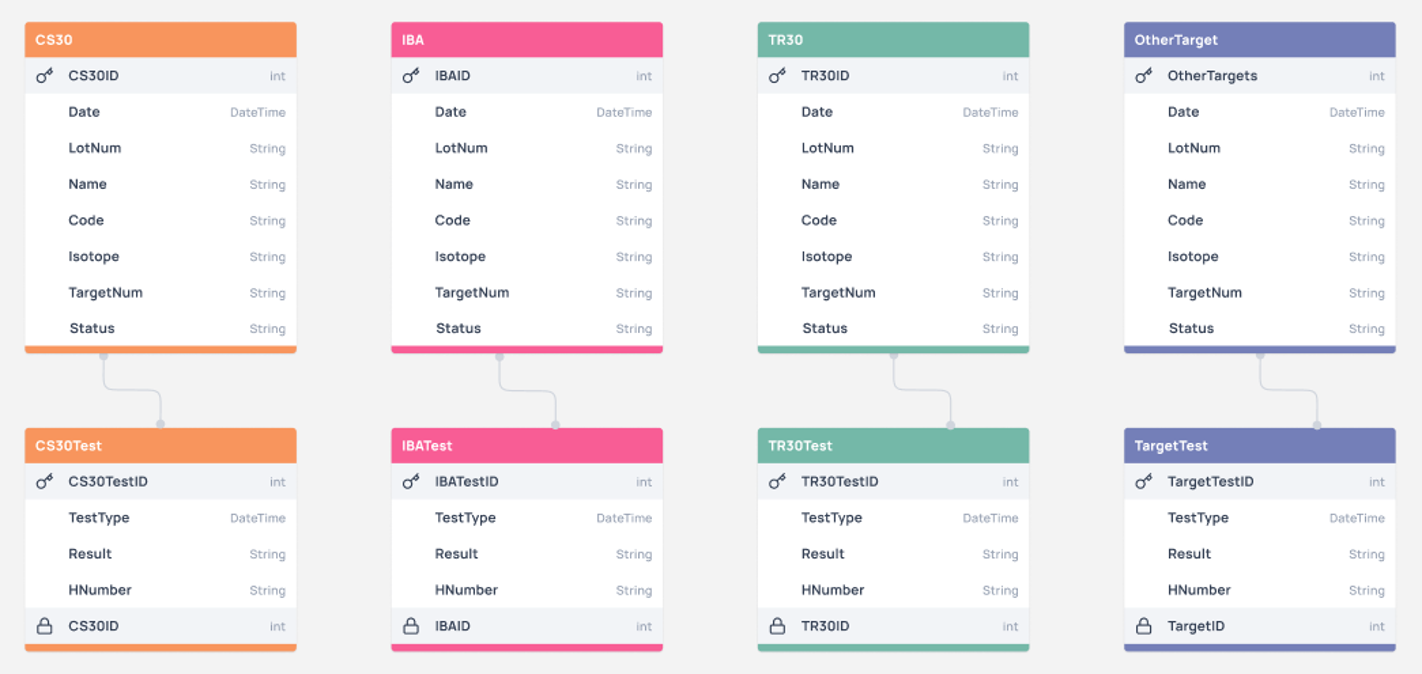 CS30
CS30ID int
Date DateTime
LotNum String
Name String
Code String
Isotope String
TargetNum String
Status String
IBA
IBAID int
Date DateTime
LotNum String
Name String
Code String
Isotope String
TargetNum String
Status String
TR30
TR30ID int
Date DateTime
LotNum String
Name String
Code String
Isotope String
TargetNum String
Status String
OtherTarget
OtherTargets int
Date DateTime
LotNum String
Name String
Code String
Isotope String
TargetNum String
Status String
CS30Test
CS30TestID int
TestType DateTime
Result String
HNumber String
CS30ID int
IBATest
IBATestID int
TestType DateTime
Result String
HNumber String
IBAID int
TR30Test
TR30TestID int
TestType DateTime
Result String
HNumber String
TR30ID int
TargetTest
TargetTestID int
TestType DateTime
Result String
HNumber String
TargetID int